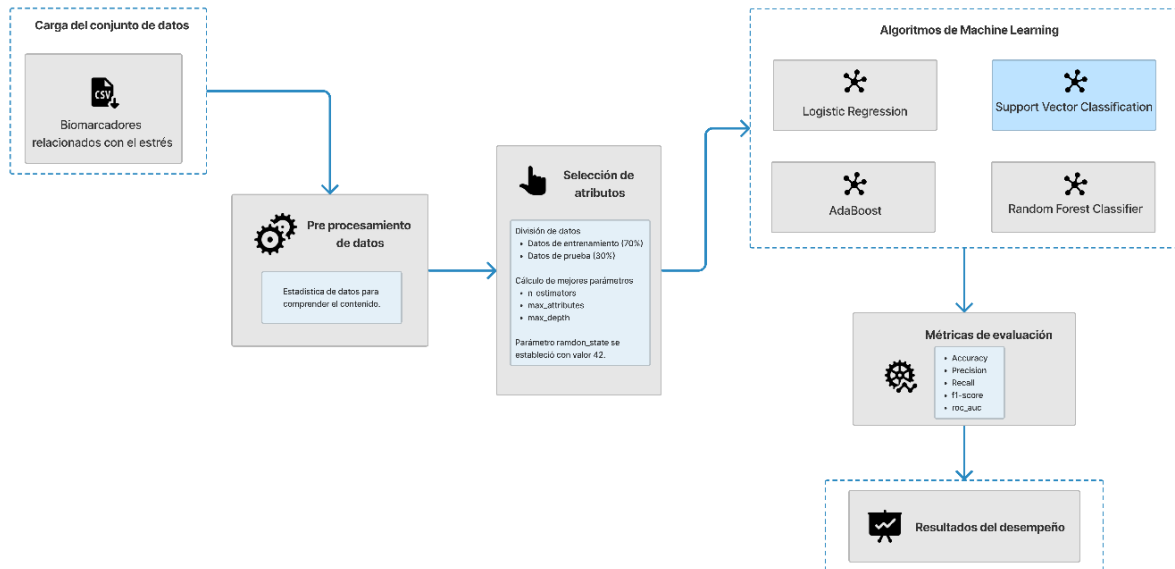 Carga del conjunto de datos
CSV
Biomarcadores
relacionados con el estrés
Pre procesamiento
de datos
Estadística de datos para
comprender el contenido.
Selección de
atributos
División de datos
• Datos de entrenamiento (70%)
• Datos de prueba (30%)
Cálculo de mejores parámetros
• n_estimators
• max_attributes
• max_depth
Parámetro ramdon_state se
estableció con valor 42.
Algoritmos de Machine Learning
Logistic Regression
Support Vector Classification
AdaBoost
Random Forest Classifier
Métricas de evaluación
• Accuracy
• Precision
• Recall
• f1-score
• roc_auc
Resultados del desempeño